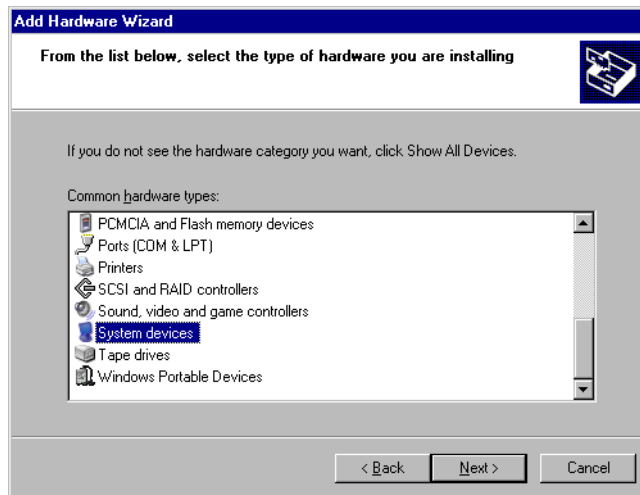 Add Hardware Wizard
From the list below, select the type of hardware you are installing
If you do not see the hardware category you want, click Show All Devices.
Common hardware types:
PCMCIA and Flash memory devices
Ports (COM & LPT)
Printers
SCSI and RAID controllers
Sound, video and game controllers
System devices
Tape drives
Windows Portable Devices
< Back Next > Cancel